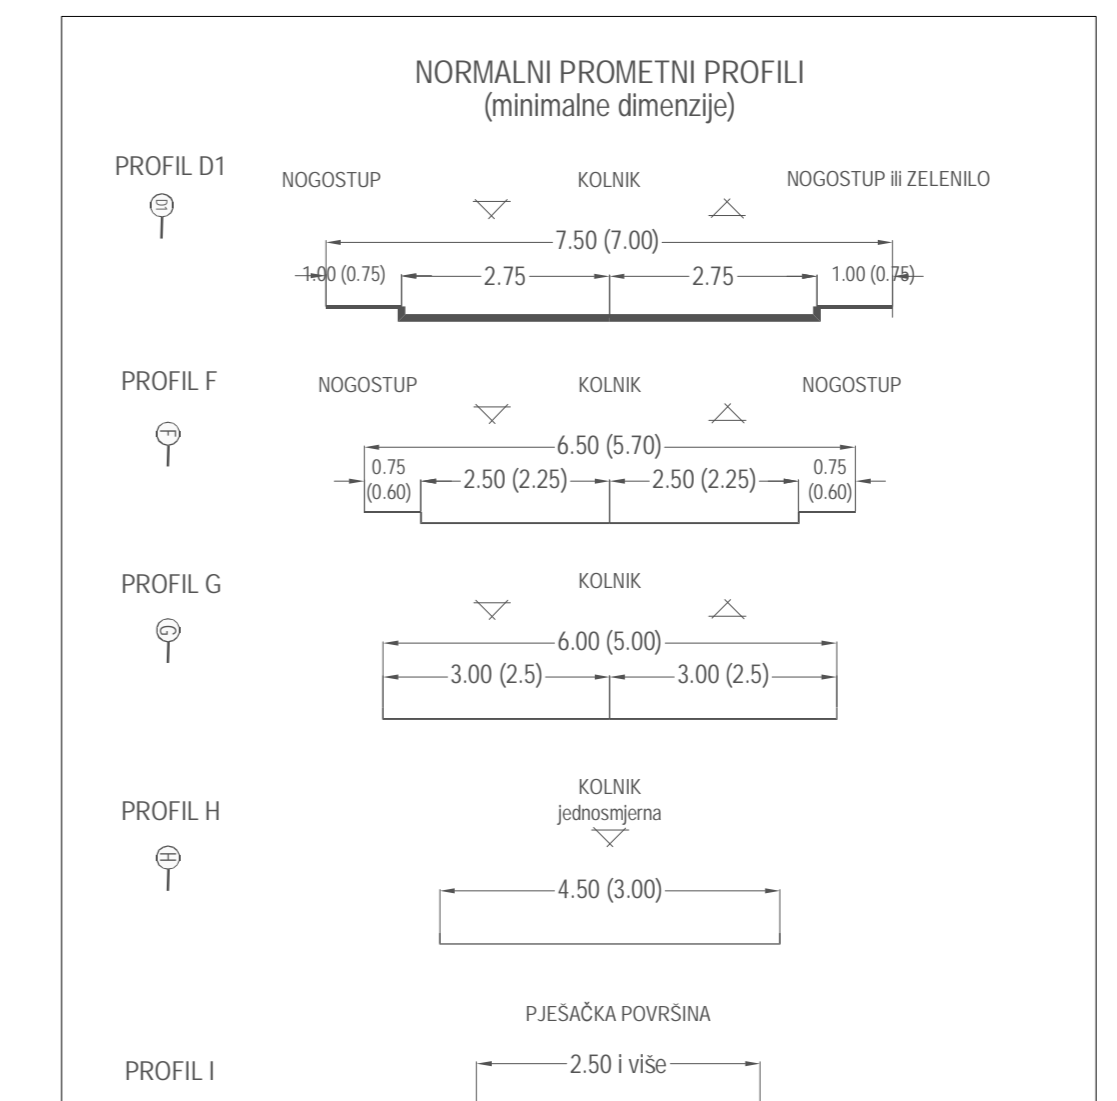 NORMALNI PROMETNI PROFILI
(minimalne dimenzije)
PROFIL D1
D1
NOGOSTUP KOLNIK NOGOSTUP ili ZELENILO
7.50 (7.00)
1.00 (0.75) 2.75 2.75 1.00 (0.75)
PROFIL F
F
NOGOSTUP KOLNIK NOGOSTUP
6.50 (5.70)
0.75
(0.60)
2.50 (2.25) 2.50 (2.25)
0.75
(0.60)
PROFIL G
G
KOLNIK
6.00 (5.00)
3.00 (2.5) 3.00 (2.5)
PROFIL H
H
KOLNIK
jednosmjerna
4.50 (3.00)
PROFIL I
PJEŠAČKA POVRŠINA
2.50 i više